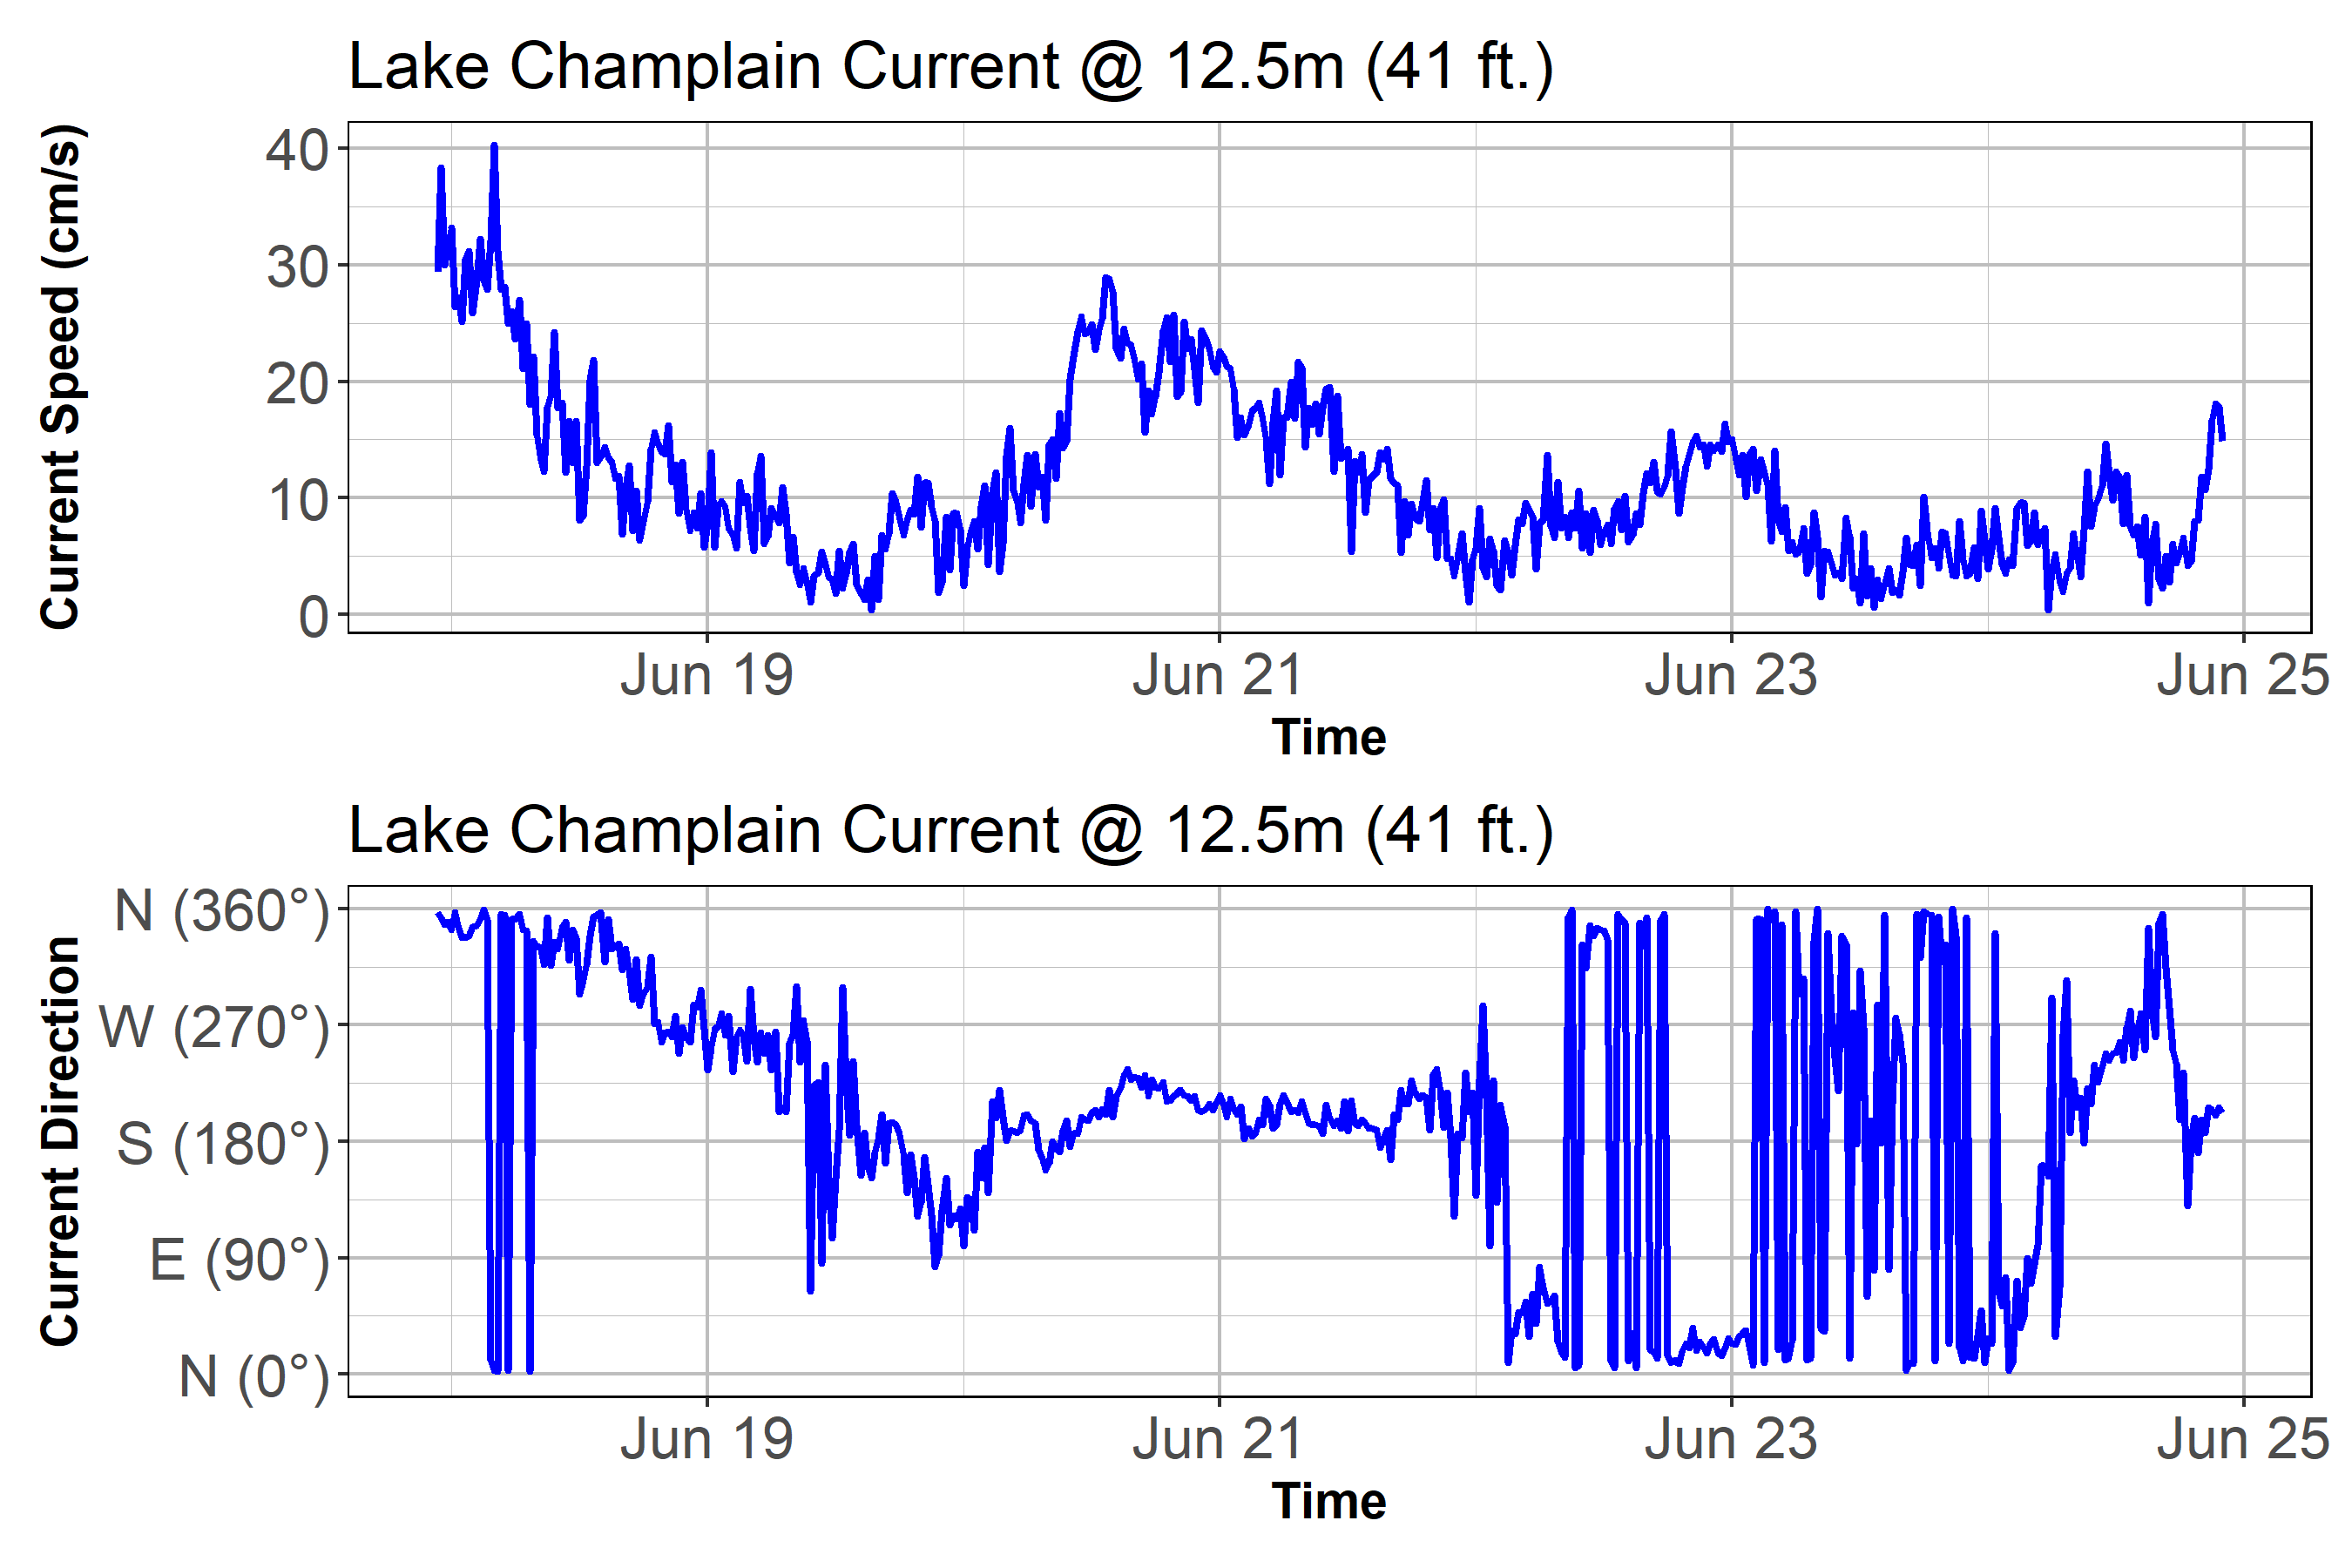 Lake Champlain Current @ 12.5m (41 ft.)
Current Speed (cm/s)
40
30
20
10
0
Jun 19 Jun 21 Jun 23 Jun 25
Time
Lake Champlain Current @ 12.5m (41 ft.)
Current Direction
N (360°)
W (270°)
S (180°)
E (90°)
N (0°)
Jun 19 Jun 21 Jun 23 Jun 25
Time